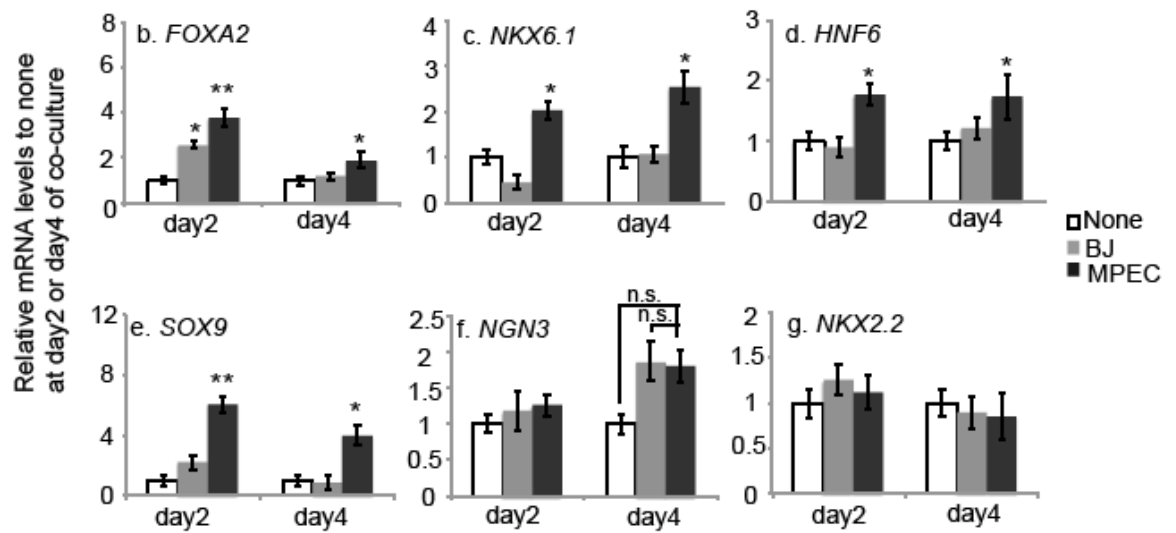 Relative mRNA levels to none
at day2 or day4 of co-culture
b. FOXA2
8
6
4
2
0
*
**
*
day2
day4
c. NKX6.1
4
3
2
1
0
*
*
day2
day4
d. HNF6
3
2
1
0
*
*
day2
day4
None
BJ
MPEC
e. SOX9
12
8
4
0
**
*
day2
day4
f. NGN3
2.5
2
1.5
1
0.5
0
n.s.
n.s.
day2
day4
g. NKX2.2
2
1.5
1
0.5
0
day2
day4